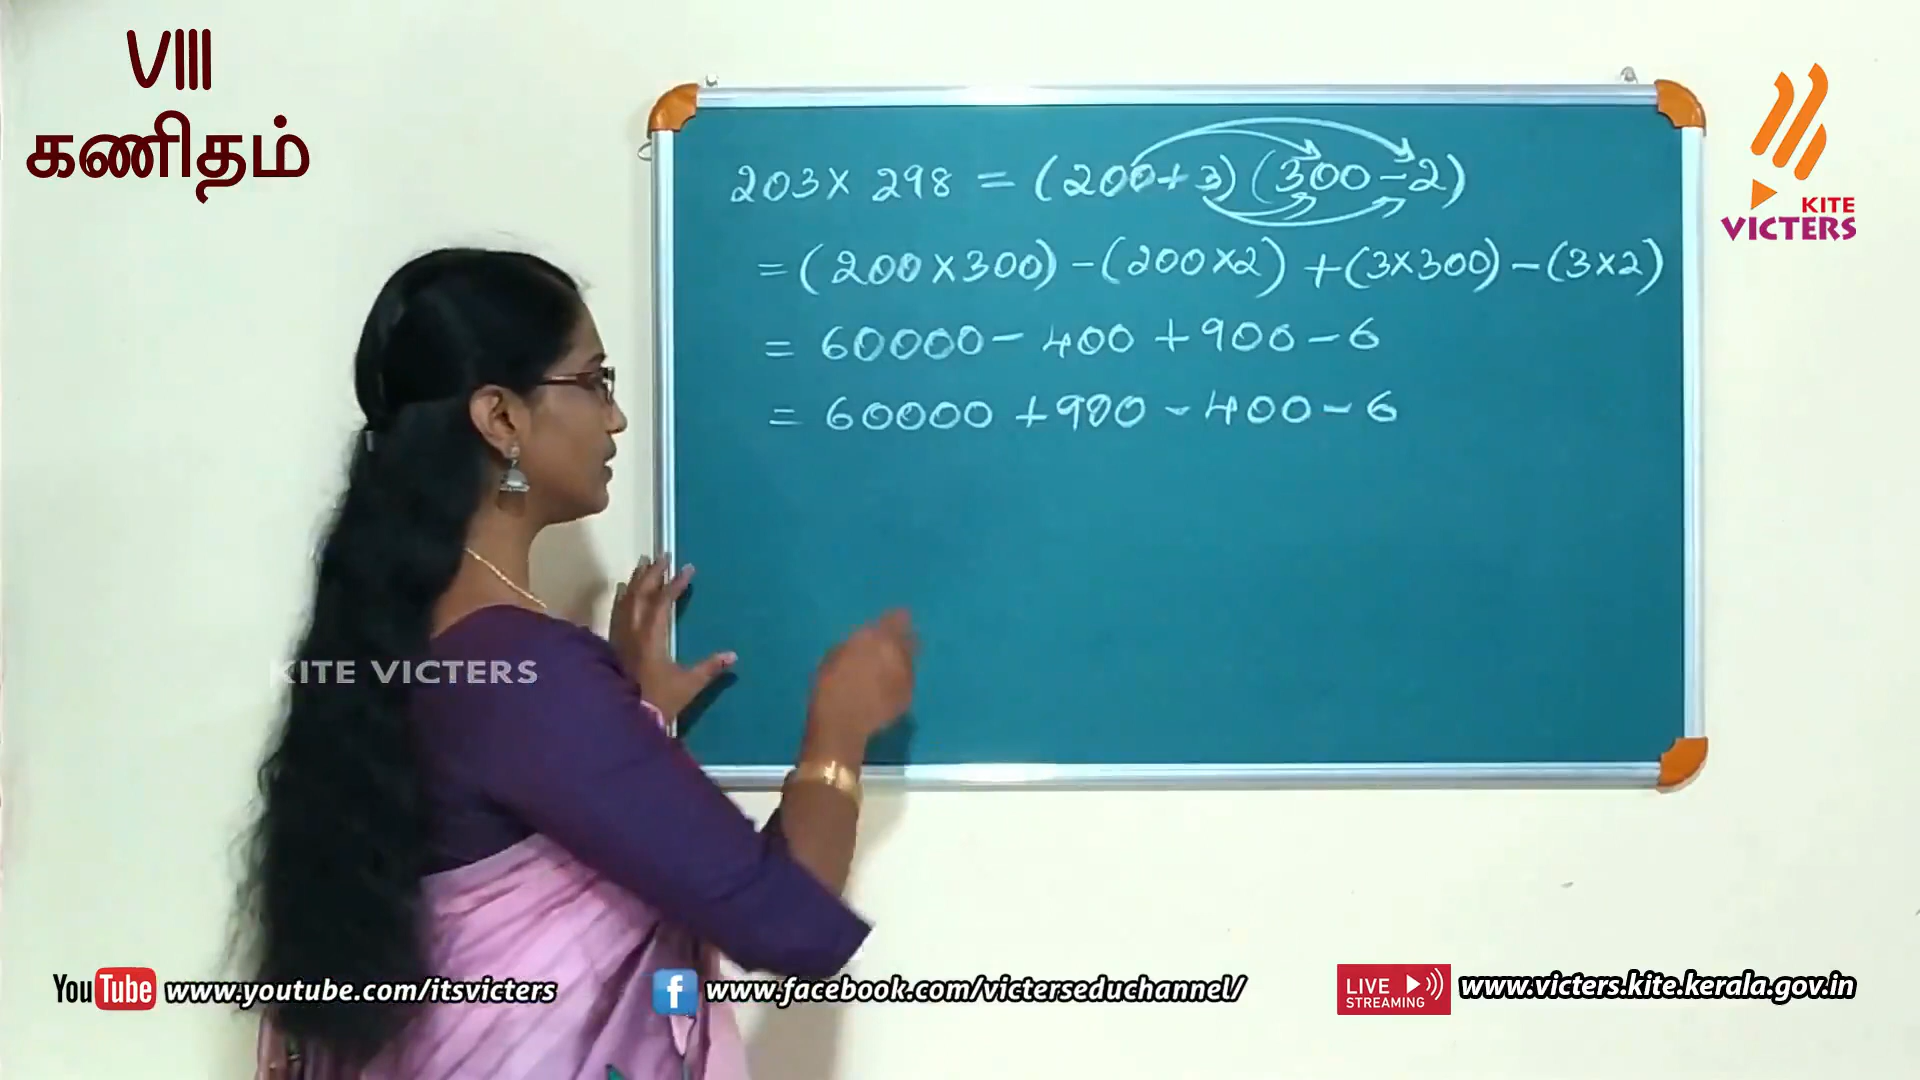 VIII
கணிதம்
KITE
VICTERS
203 × 298 = (200+3) (300-2)
= (200×300) - (200×2) + (3×300) - (3×2)
= 60000 - 400 + 900 - 6
= 60000 + 900 - 400 - 6
KITE VICTERS
YouTube www.youtube.com/itsvicters
f www.facebook.com/victerseduchannel/
LIVE STREAMING www.victers.kite.kerala.gov.in